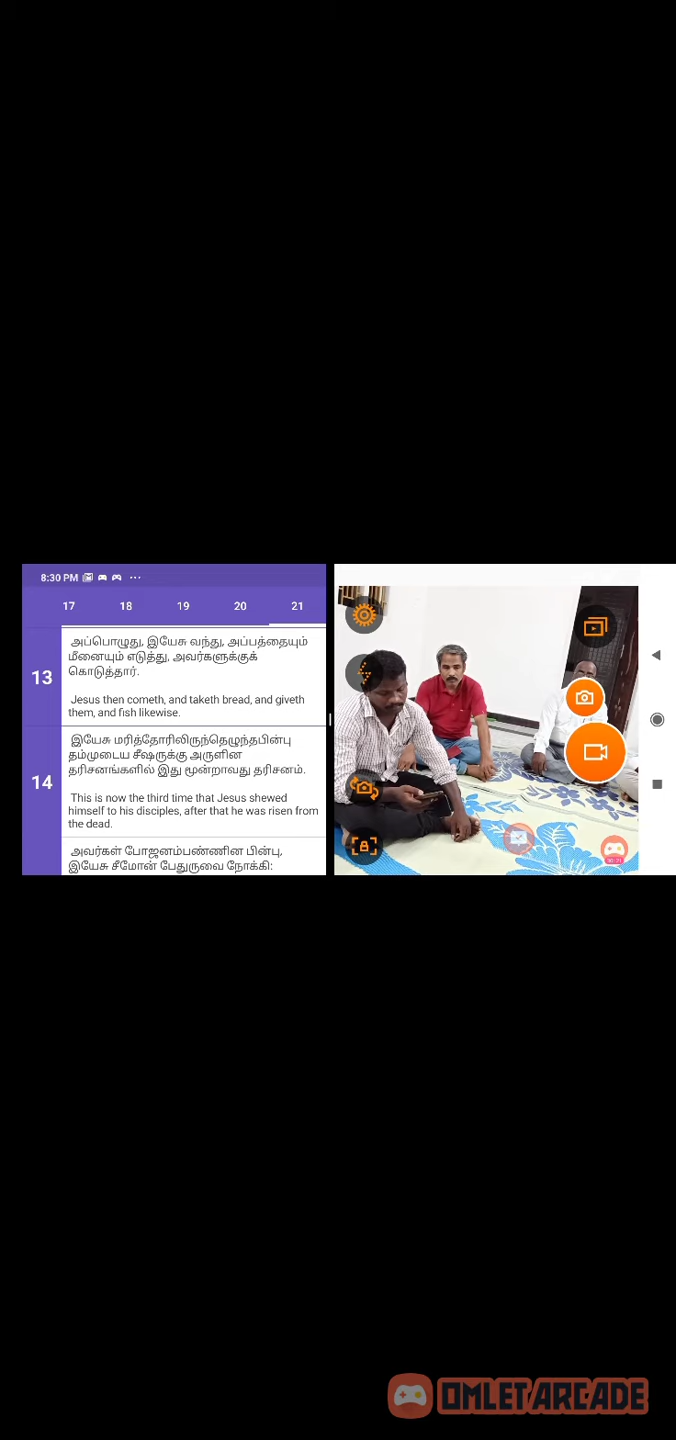 8:30 PM ...
17 18 19 20 21
13
அப்பொழுது, இயேசு வந்து, அப்பத்தையும்
மீனையும் எடுத்து, அவர்களுக்குக்
கொடுத்தார்.
Jesus then cometh, and taketh bread, and giveth
them, and fish likewise.
14
இயேசு மரித்தோரிலிருந்தெழுந்தபின்பு
தம்முடைய சீஷருக்கு அருளின
தரிசனங்களில் இது மூன்றாவது தரிசனம்.
This is now the third time that Jesus shewed
himself to his disciples, after that he was risen from
the dead.
அவர்கள் போஜனம்பண்ணின பின்பு,
இயேசு சீமோன் பேதுருவை நோக்கி:
OMLET ARCADE